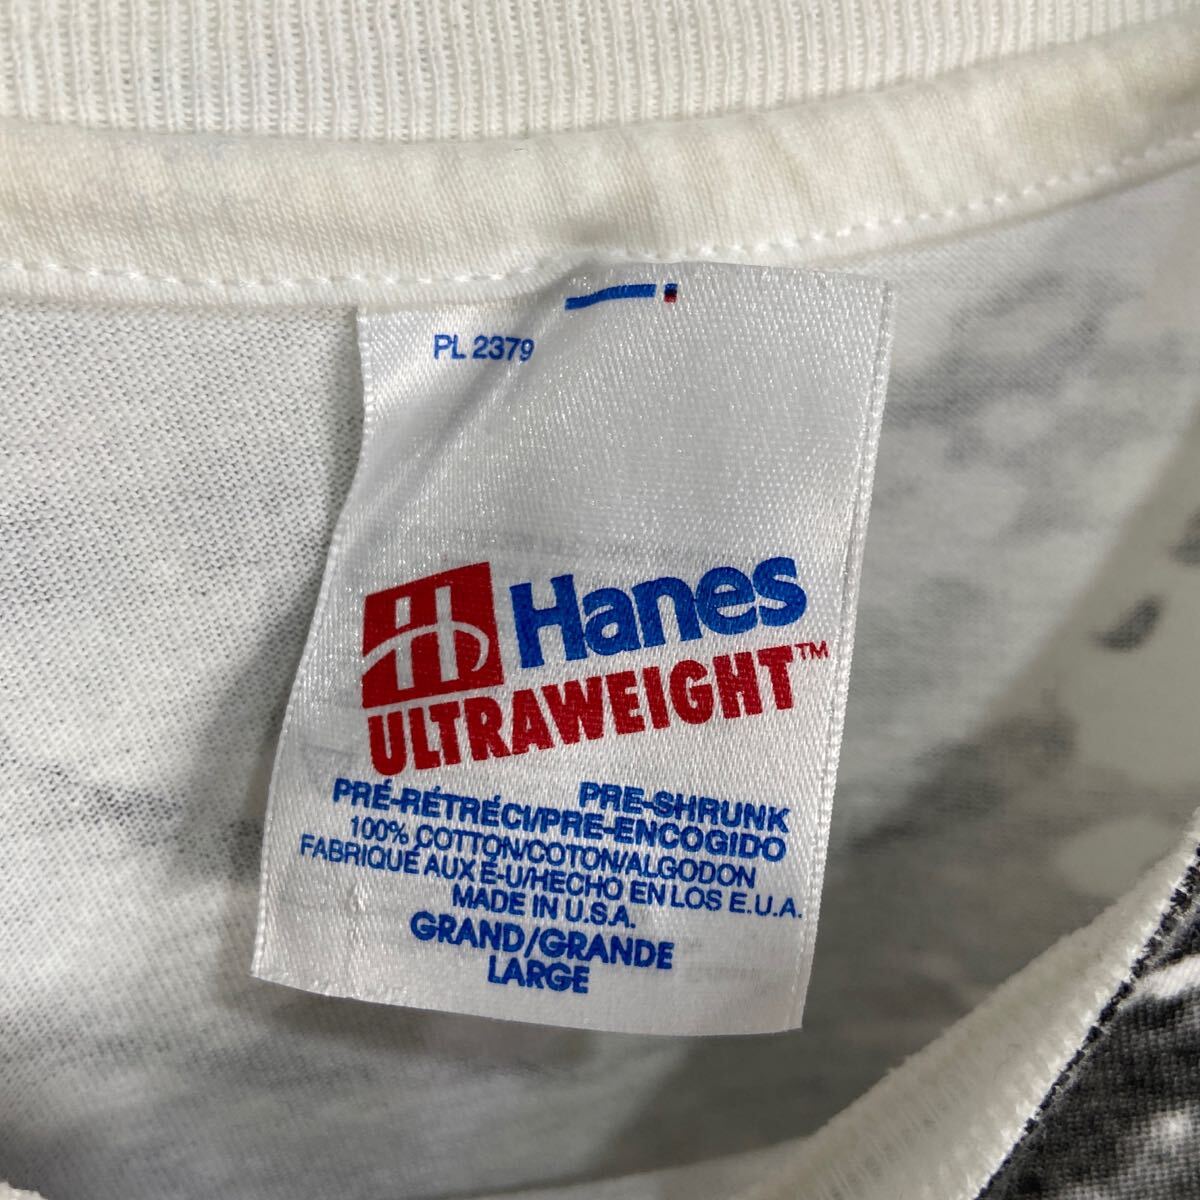 PL 2379
H Hanes
ULTRAWEIGHT™
PRE-SHRUNK
PRÉ-RÉTRÉCI/PRE-ENCOGIDO
100% COTTON/COTON/ALGODON
FABRIQUÉ AUX É-U/HECHO EN LOS E.U.A.
MADE IN U.S.A.
GRAND/GRANDE
LARGE